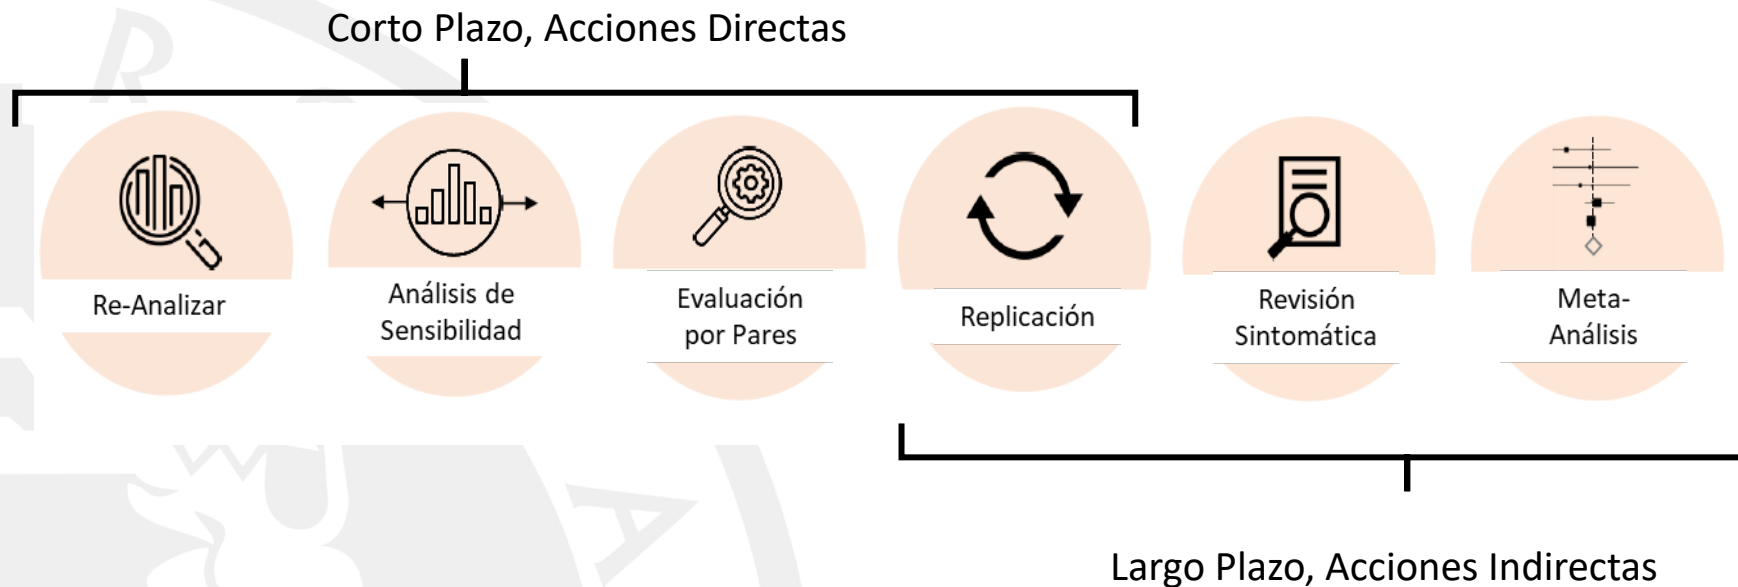 Corto Plazo, Acciones Directas
Re-Analizar
Análisis de
Sensibilidad
Evaluación
por Pares
Replicación
Revisión
Sintomática
Meta-
Análisis
Largo Plazo, Acciones Indirectas
R
A